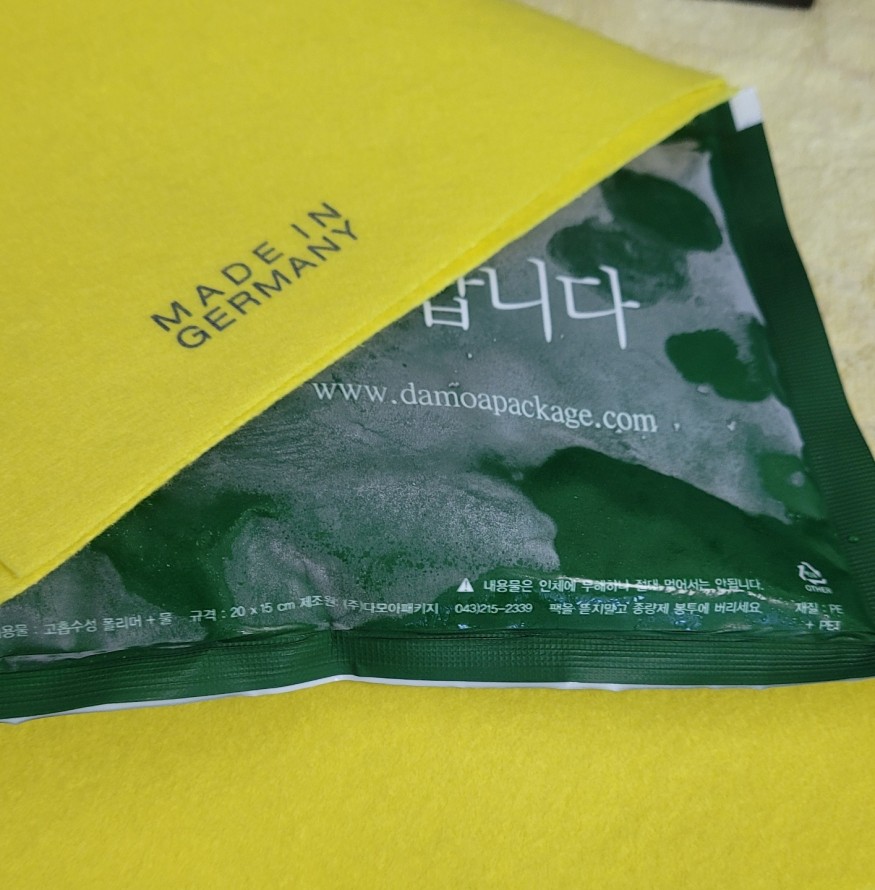 MADE IN
GERMANY
합니다
www.damoapackage.com
내용물은 인체에 무해하나 절대 먹어서는 안됩니다.
용물 : 고흡수성 폴리머 + 물 규격 : 20 x 15 cm 제조원: (주)다모아패키지 043)215-2339 팩을 뜯지말고 종량제 봉투에 버리세요
OTHER
재질 : PE
+ PET